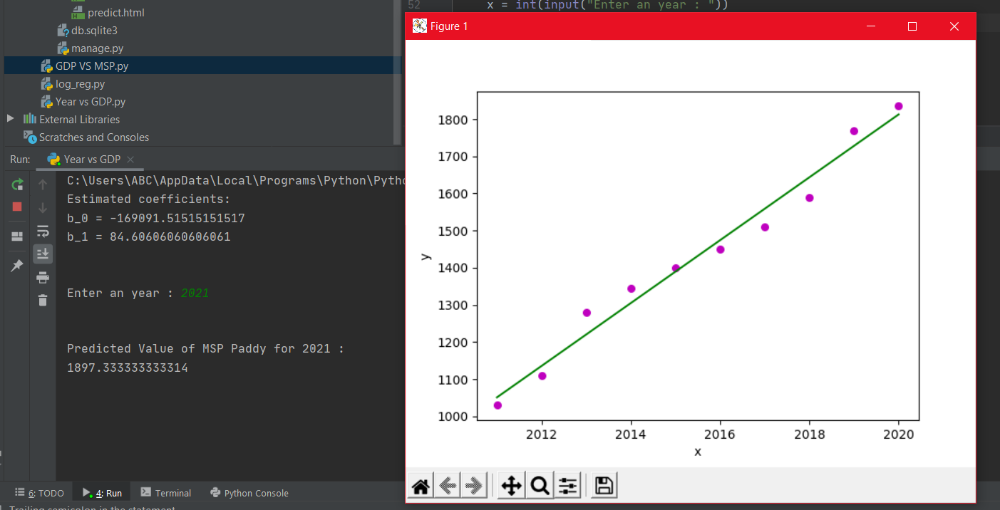 predict.html
db.sqlite3
manage.py
GDP VS MSP.py
log_reg.py
Year vs GDP.py
External Libraries
Scratches and Consoles
52 x = int(input("Enter an year : "))
Run: Year vs GDP
C:\Users\ABC\AppData\Local\Programs\Python\Pytho
Estimated coefficients:
b_0 = -169091.51515151517
b_1 = 84.60606060606061
Enter an year : 2021
Predicted Value of MSP Paddy for 2021 :
1897.333333333314
Figure 1
1800
1700
1600
1500
1400
1300
1200
1100
1000
y
2012 2014 2016 2018 2020
x
6: TODO 4: Run Terminal Python Console
Trailing semicolon in the statement